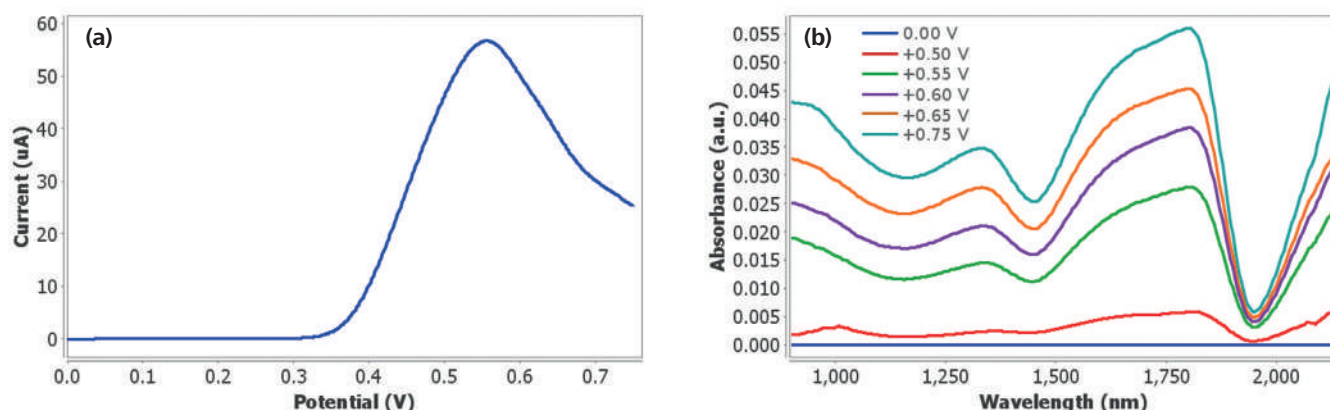 (a)
60
50
40
30
20
10
0
Current (uA)
0.0 0.1 0.2 0.3 0.4 0.5 0.6 0.7
Potential (V)
(b)
0.00 V
+0.50 V
+0.55 V
+0.60 V
+0.65 V
+0.75 V
0.055
0.050
0.045
0.040
0.035
0.030
0.025
0.020
0.015
0.010
0.005
0.000
Absorbance (a.u.)
1,000 1,250 1,500 1,750 2,000
Wavelength (nm)